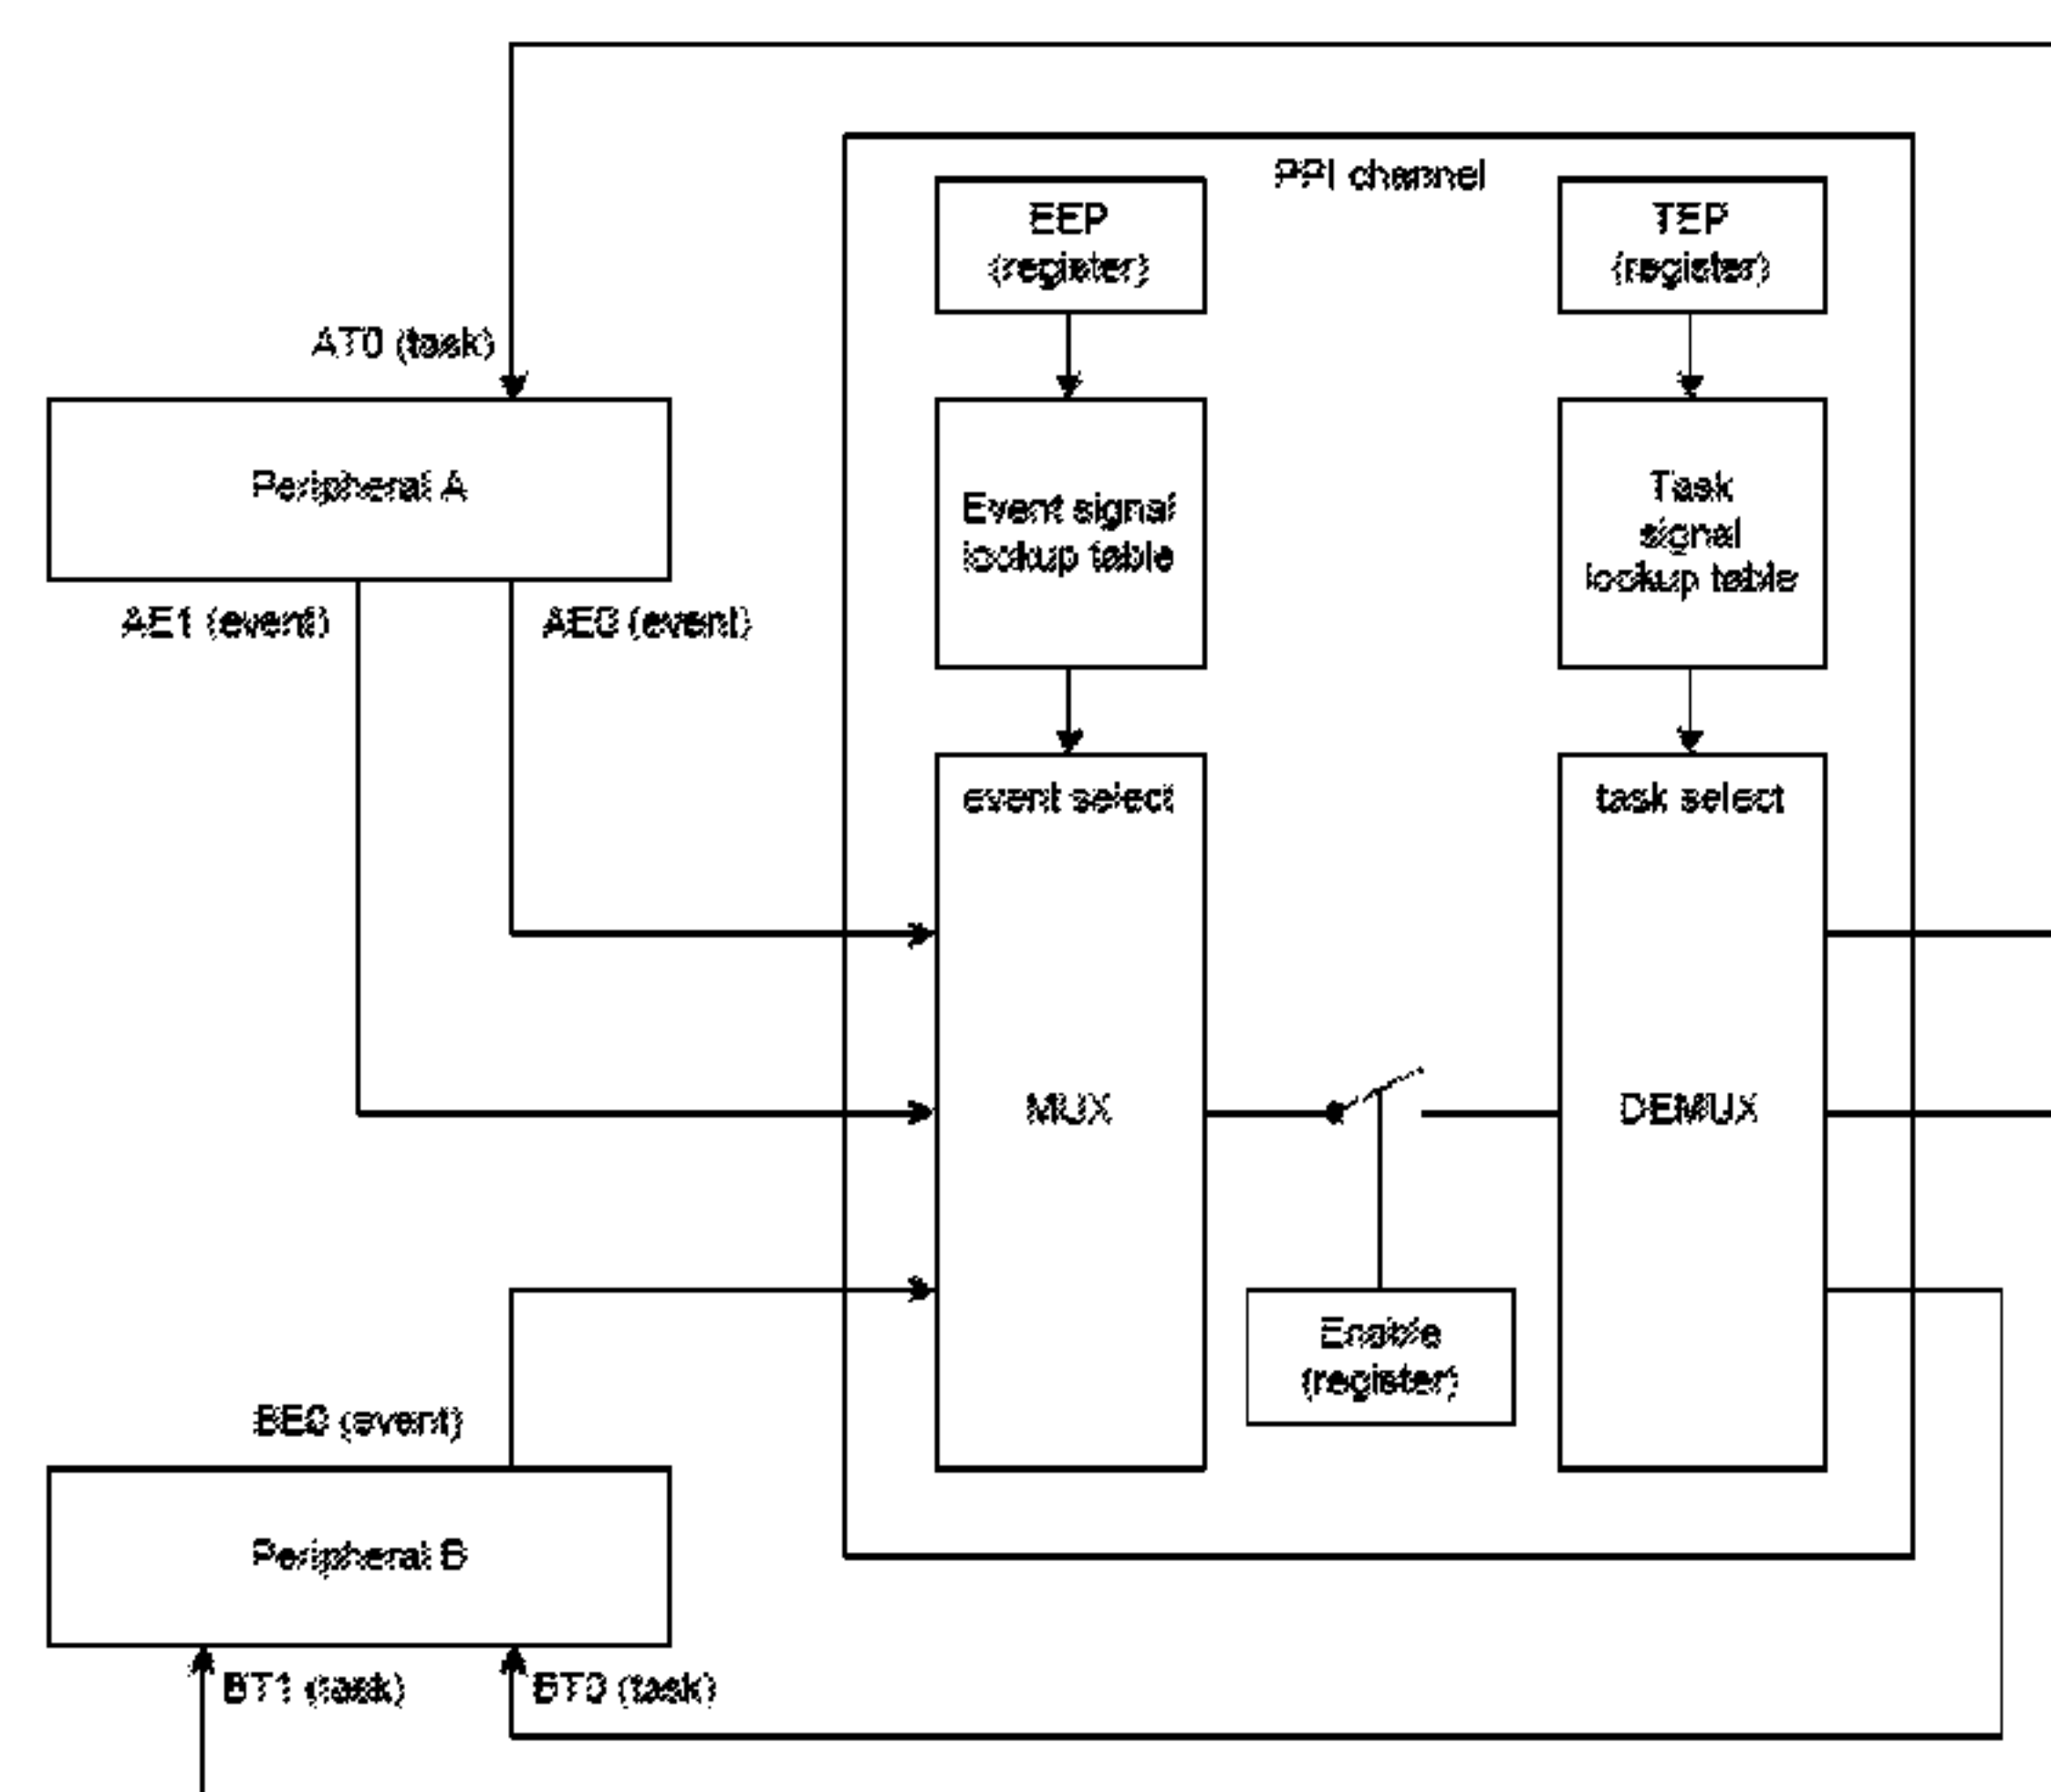 PPI channel
EEP
(register)
TEP
(register)
AT0 (task)
Peripheral A
Event signal
lookup table
Task
signal
lookup table
AE1 (event)
AE0 (event)
event select
task select
MUX
DEMUX
Enable
(register)
BE0 (event)
Peripheral B
BT1 (task)
BT0 (task)